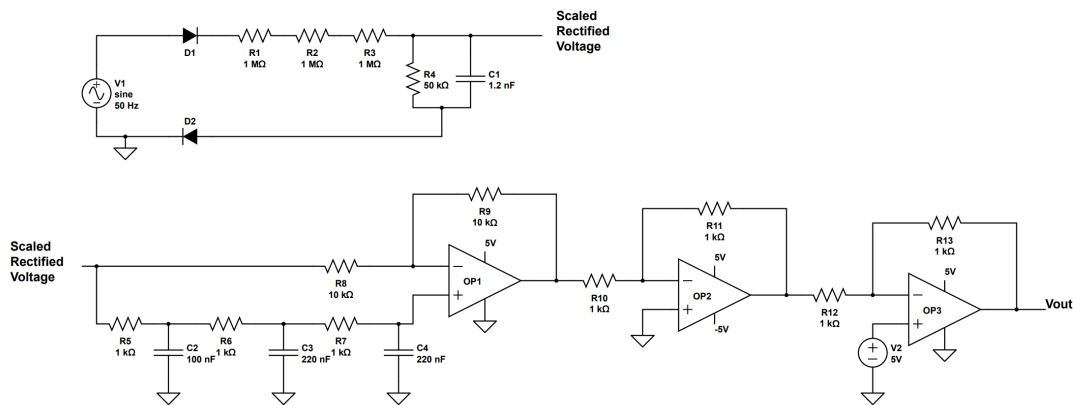 Scaled
Rectified
Voltage
D1
R1
1 MΩ
R2
1 MΩ
R3
1 MΩ
R4
50 kΩ
C1
1.2 nF
V1
sine
50 Hz
D2
R9
10 kΩ
R11
1 kΩ
R13
1 kΩ
Scaled
Rectified
Voltage
5V
OP1
R8
10 kΩ
5V
OP2
-5V
R10
1 kΩ
5V
OP3
R12
1 kΩ
Vout
R5
1 kΩ
C2
100 nF
R6
1 kΩ
C3
220 nF
R7
1 kΩ
C4
220 nF
V2
5V